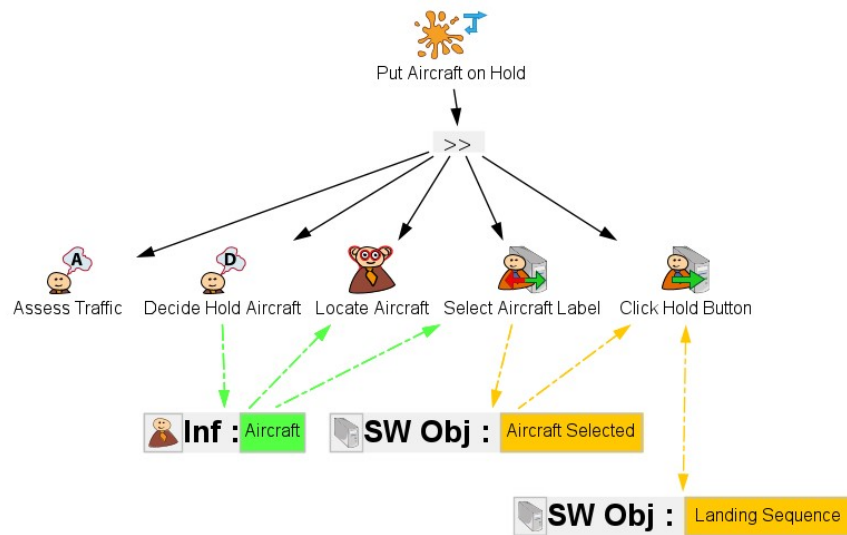 Put Aircraft on Hold
>>
A
D
Assess Traffic
Decide Hold Aircraft
Locate Aircraft
Select Aircraft Label
Click Hold Button
Inf : Aircraft
SW Obj : Aircraft Selected
SW Obj : Landing Sequence